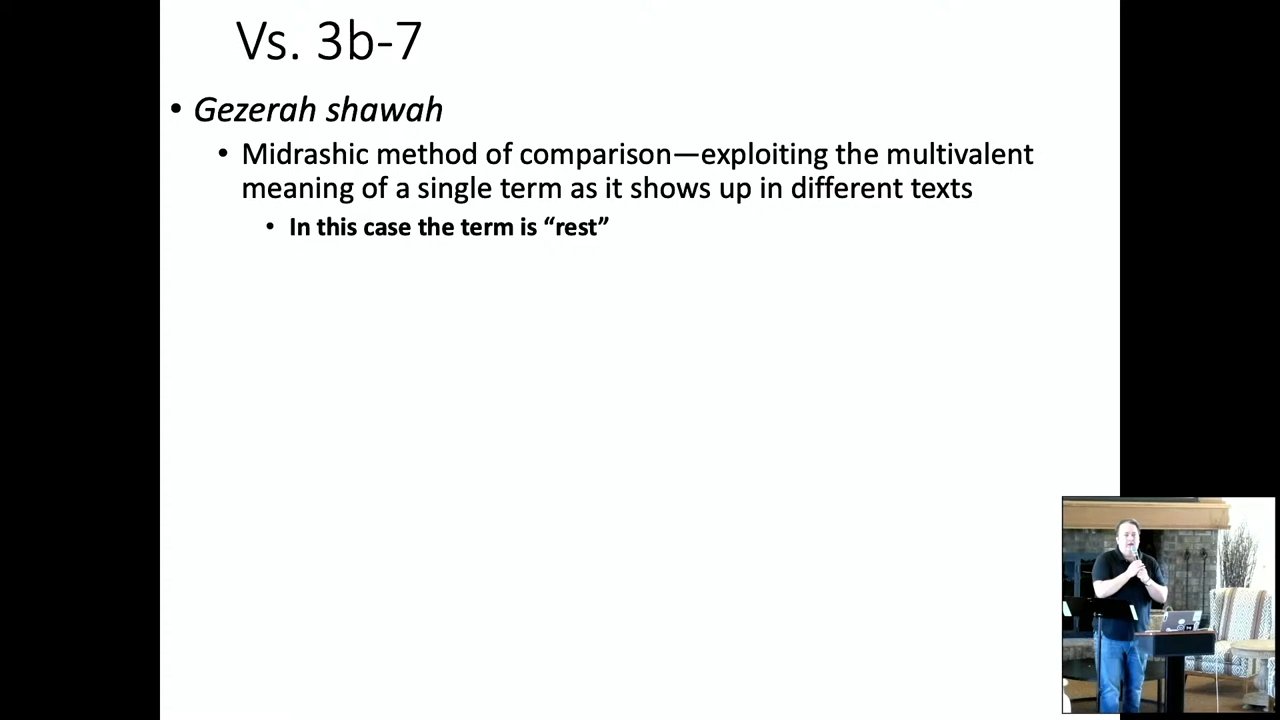 Vs. 3b-7
• Gezerah shawah
• Midrashic method of comparison—exploiting the multivalent
meaning of a single term as it shows up in different texts
• In this case the term is “rest”